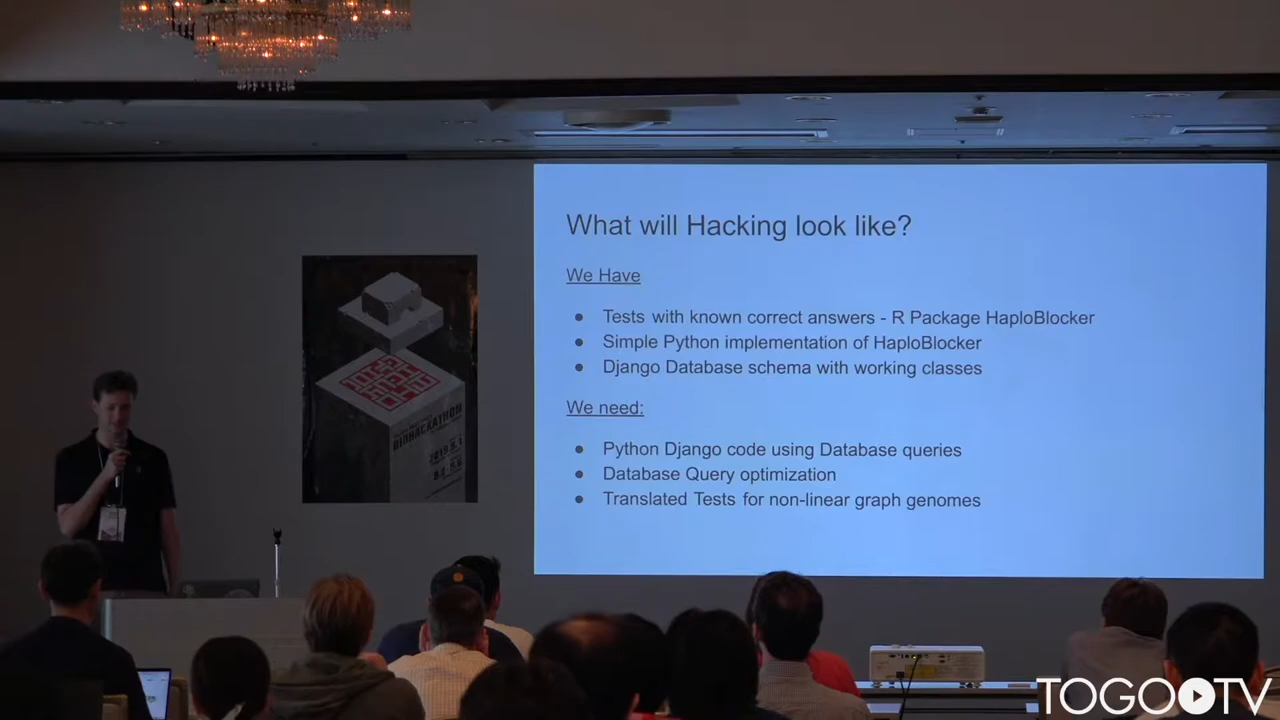 What will Hacking look like?
We Have
● Tests with known correct answers - R Package HaploBlocker
● Simple Python implementation of HaploBlocker
● Django Database schema with working classes
We need:
● Python Django code using Database queries
● Database Query optimization
● Translated Tests for non-linear graph genomes
BIOHACKATHON
TOGO TV